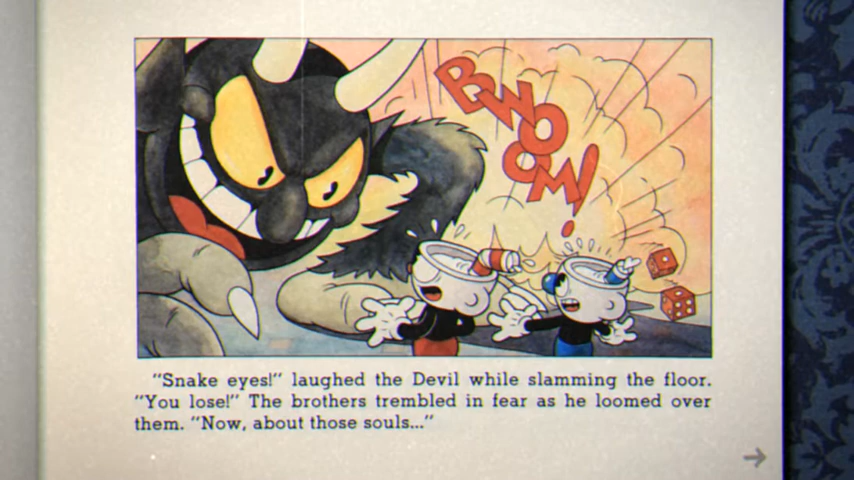 BWOOM!
"Snake eyes!" laughed the Devil while slamming the floor.
"You lose!" The brothers trembled in fear as he loomed over
them. "Now, about those souls..."